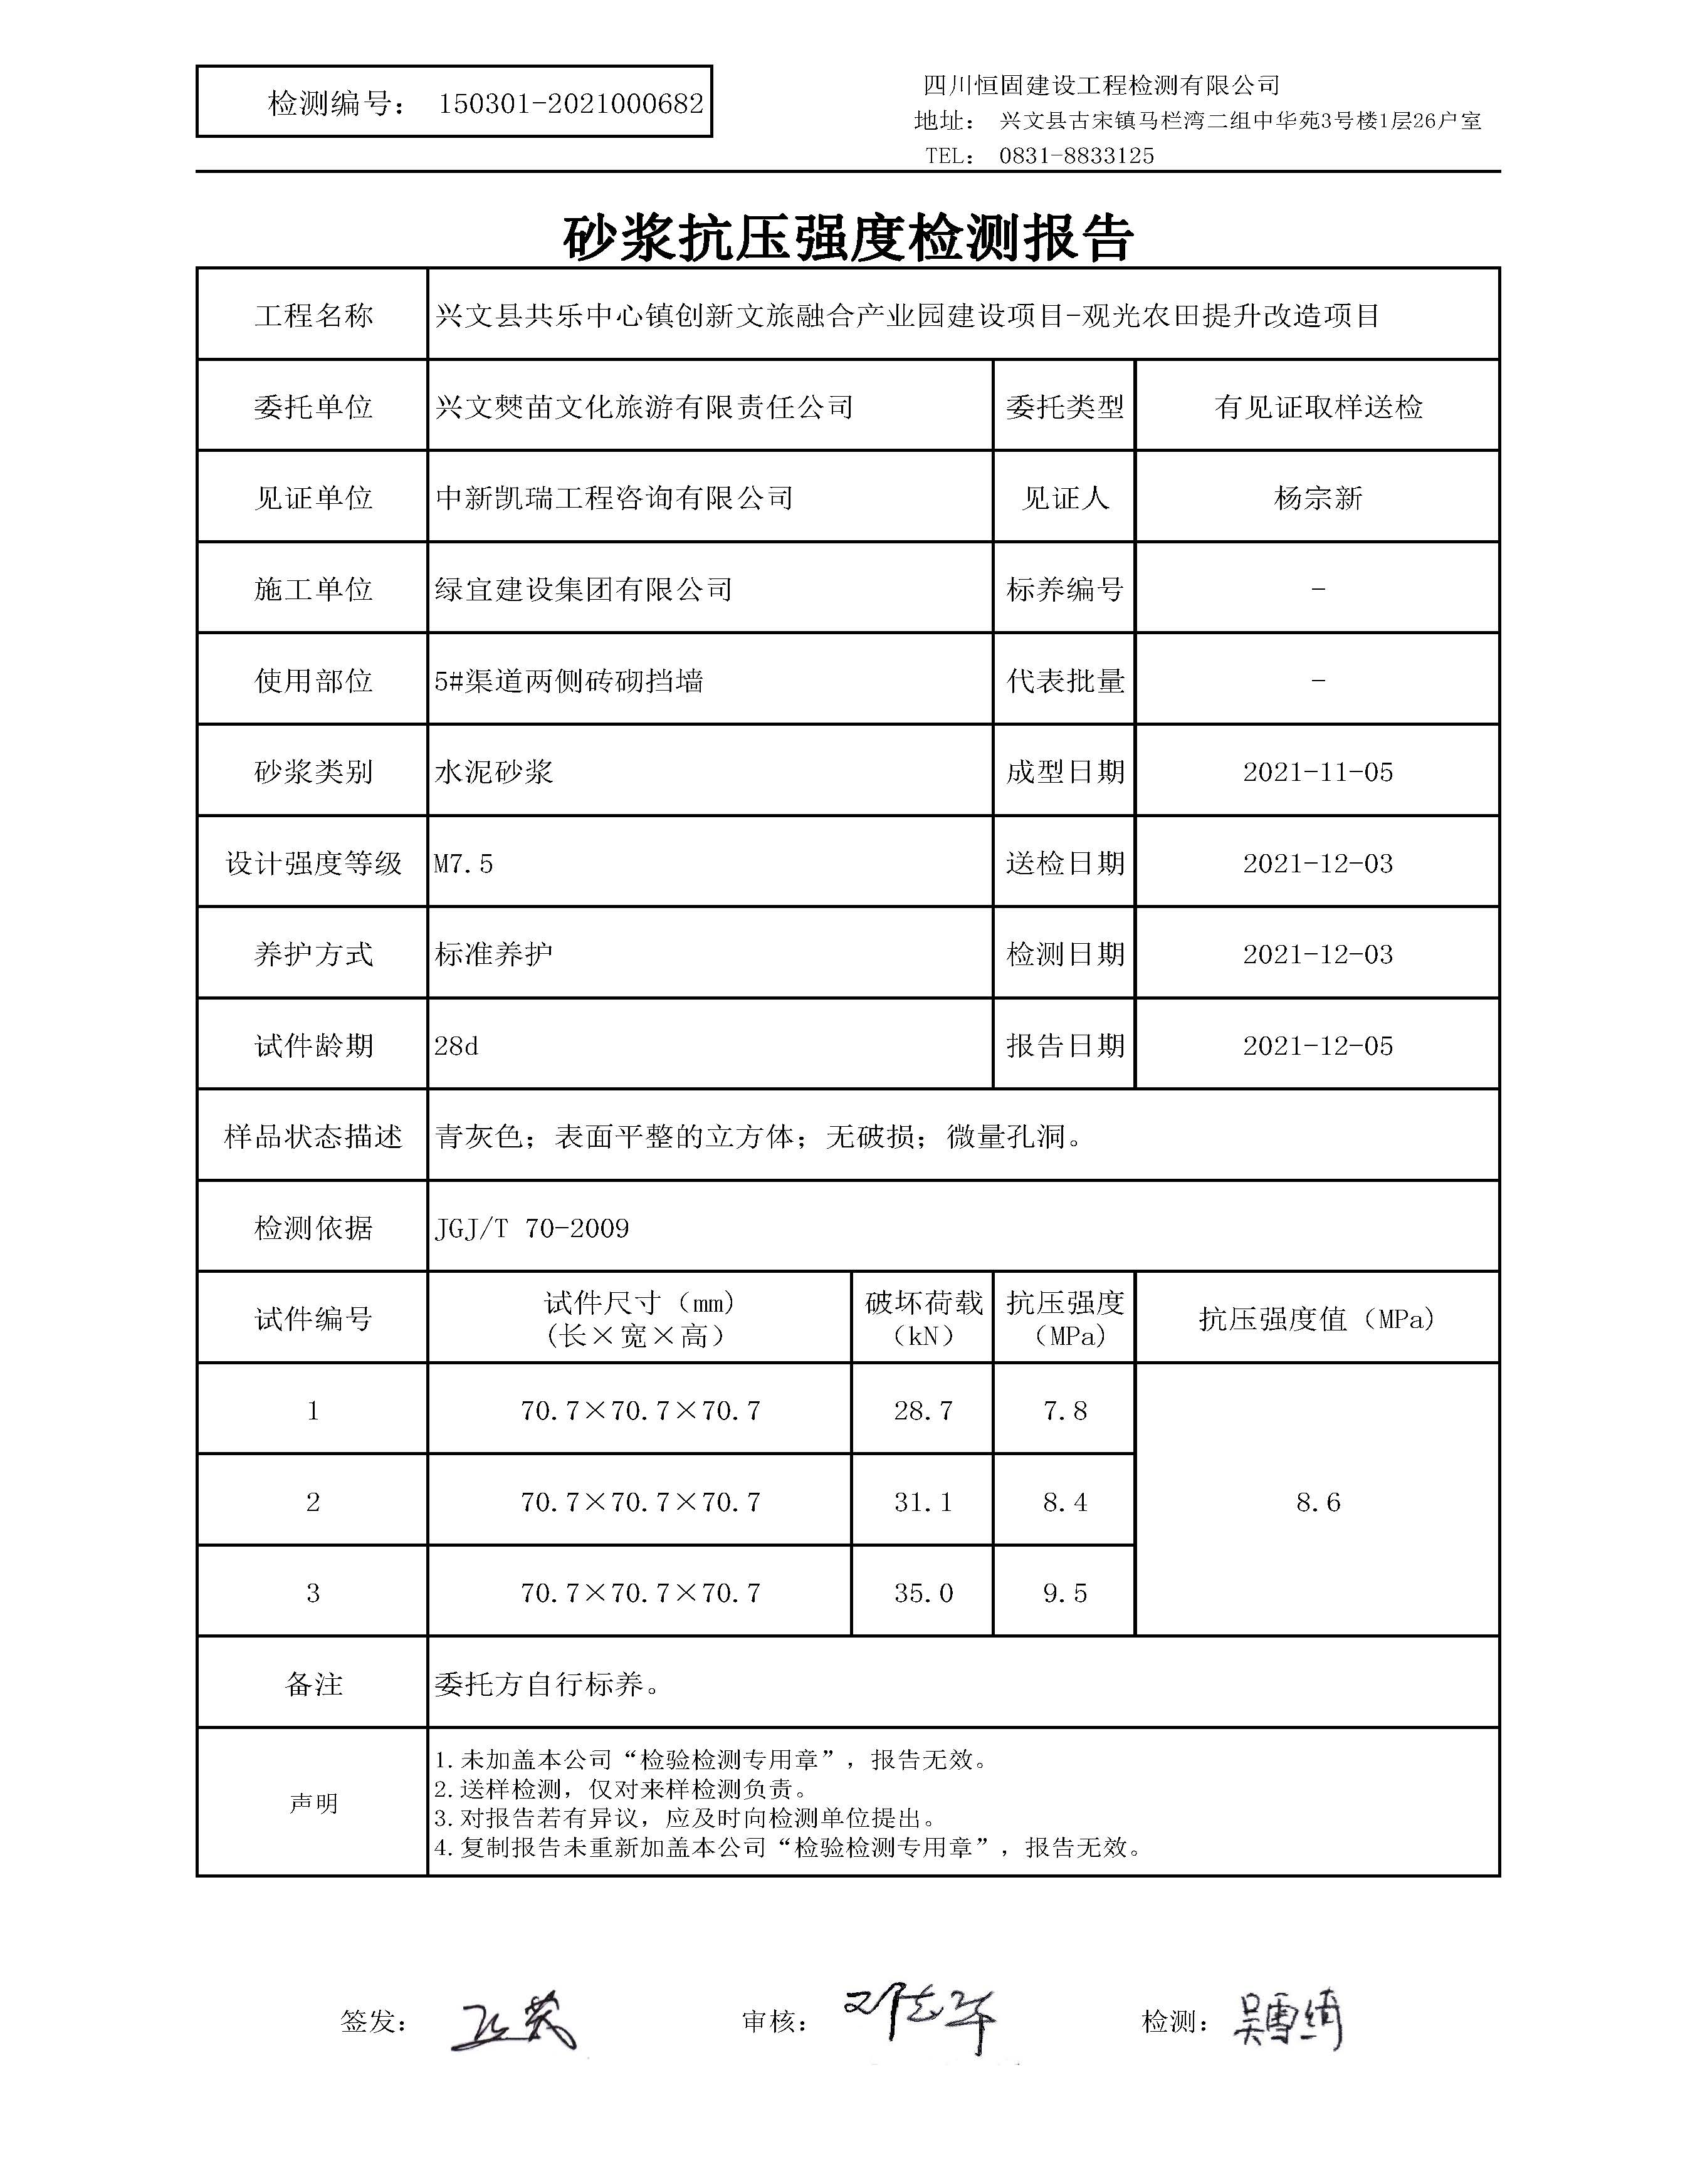 检测编号： 150301-2021000682
四川恒固建设工程检测有限公司
地址： 兴文县古宋镇马栏湾二组中华苑3号楼1层26户室
TEL： 0831-8833125
砂浆抗压强度检测报告
工程名称 兴文县共乐中心镇创新文旅融合产业园建设项目-观光农田提升改造项目
委托单位 兴文僰苗文化旅游有限责任公司 委托类型 有见证取样送检
见证单位 中新凯瑞工程咨询有限公司 见证人 杨宗新
施工单位 绿宜建设集团有限公司 标养编号 -
使用部位 5#渠道两侧砖砌挡墙 代表批量 -
砂浆类别 水泥砂浆 成型日期 2021-11-05
设计强度等级 M7.5 送检日期 2021-12-03
养护方式 标准养护 检测日期 2021-12-03
试件龄期 28d 报告日期 2021-12-05
样品状态描述 青灰色；表面平整的立方体；无破损；微量孔洞。
检测依据 JGJ/T 70-2009
试件编号 试件尺寸（mm) (长×宽×高） 破坏荷载（kN） 抗压强度（MPa) 抗压强度值（MPa)
1 70.7×70.7×70.7 28.7 7.8
2 70.7×70.7×70.7 31.1 8.4 8.6
3 70.7×70.7×70.7 35.0 9.5
备注 委托方自行标养。
声明
1.未加盖本公司“检验检测专用章”，报告无效。
2.送样检测，仅对来样检测负责。
3.对报告若有异议，应及时向检测单位提出。
4.复制报告未重新加盖本公司“检验检测专用章”，报告无效。
签发： 审核： 检测：吴雪绮